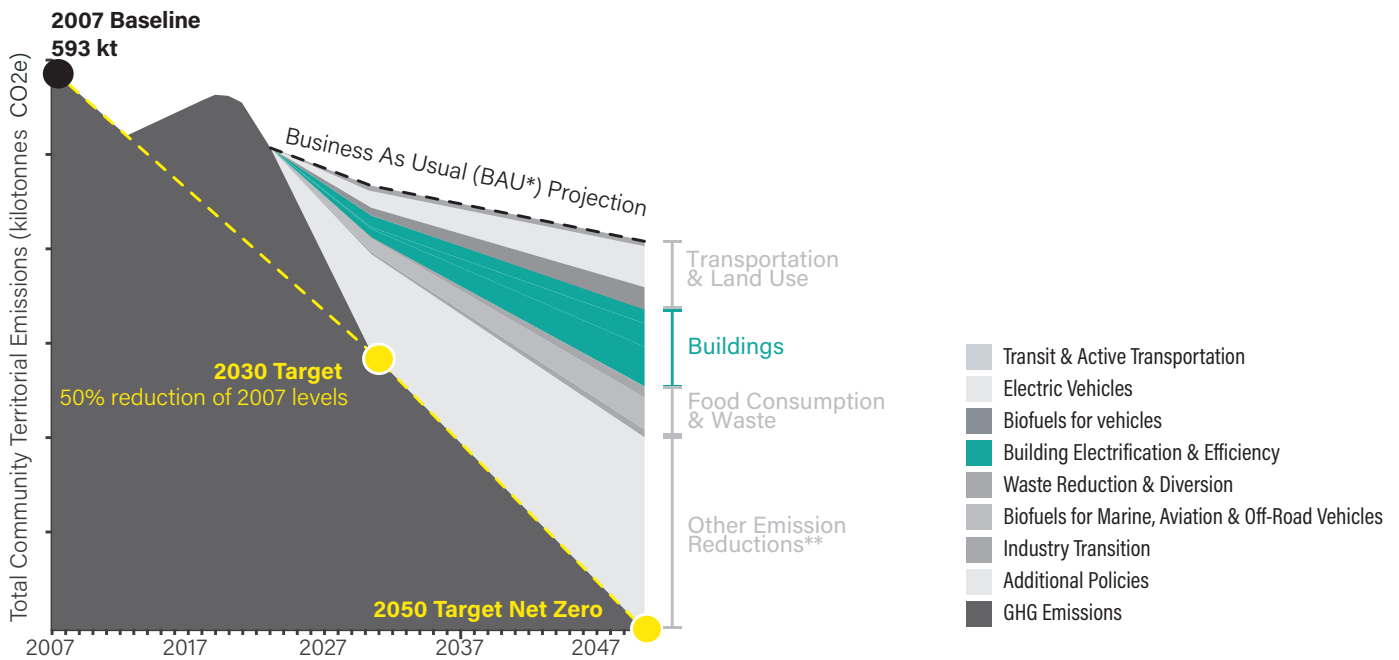 2007 Baseline
593 kt
Total Community Territorial Emissions (kilotonnes CO2e)
Business As Usual (BAU*) Projection
Transportation
& Land Use
Buildings
Food Consumption
& Waste
Other Emission
Reductions**
2030 Target
50% reduction of 2007 levels
2050 Target Net Zero
2007
2017
2027
2037
2047
Transit & Active Transportation
Electric Vehicles
Biofuels for vehicles
Building Electrification & Efficiency
Waste Reduction & Diversion
Biofuels for Marine, Aviation & Off-Road Vehicles
Industry Transition
Additional Policies
GHG Emissions